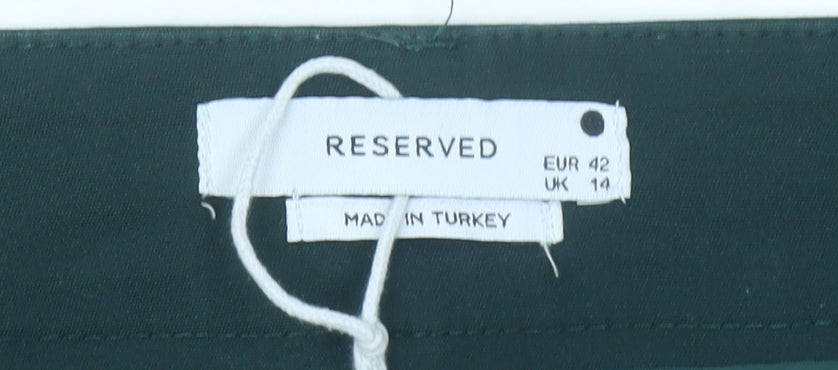 RESERVED
EUR 42
UK 14
MADE IN TURKEY